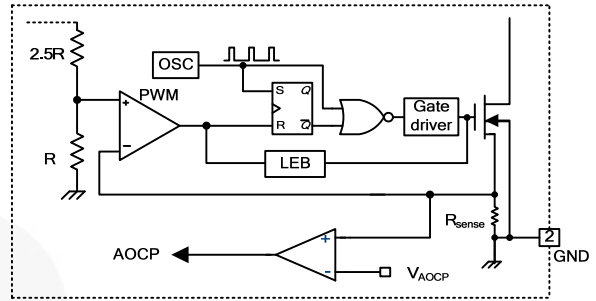 2.5R
OSC
PWM
S
Q
R
Q̅
Gate
driver
R
LEB
+
-
R_sense
2
GND
AOCP
+
-
V_AOCP